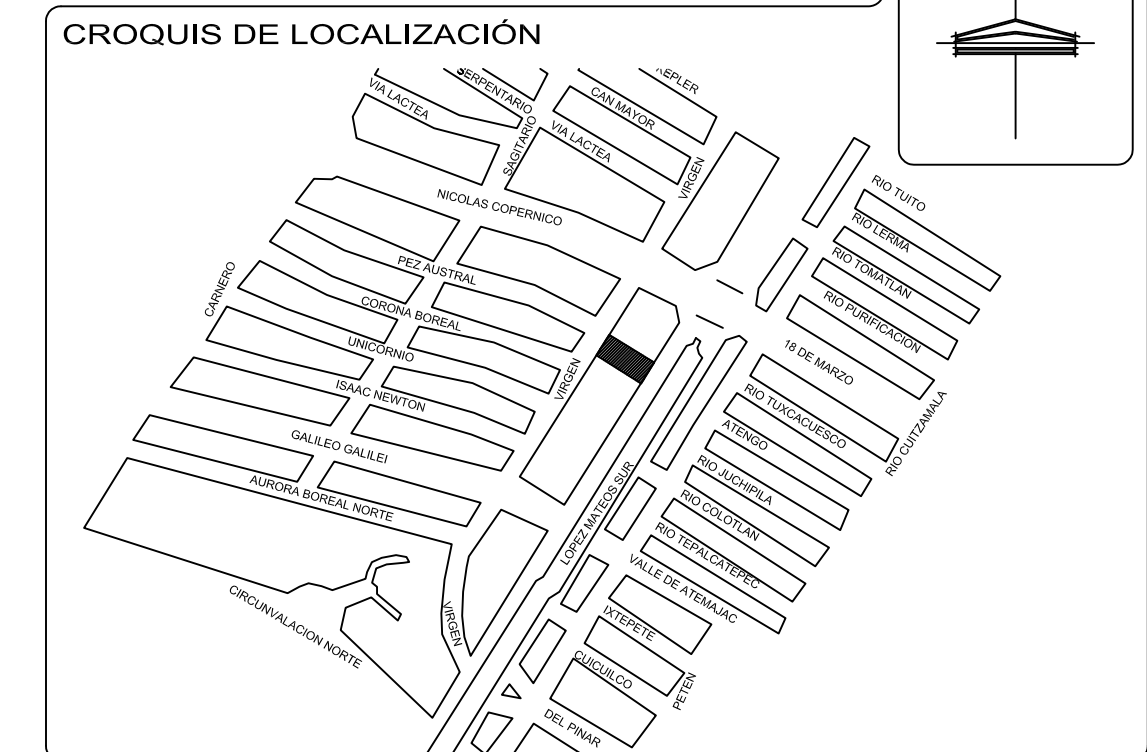 CROQUIS DE LOCALIZACIÓN
SERPENTARIO
VIA LACTEA
KEPLER
CAN MAYOR
VIA LACTEA
SAGITARIO
VIRGEN
NICOLAS COPERNICO
RIO TUITO
RIO LERMA
RIO TOMATLAN
RIO PURIFICACIÓN
CARNERO
PEZ AUSTRAL
CORONA BOREAL
UNICORNIO
ISAAC NEWTON
VIRGEN
18 DE MARZO
RIO TUXCACUESCO
RIO CUITZAMALA
ATENGO
GALILEO GALILEI
RIO JUCHIPILA
AURORA BOREAL NORTE
LOPEZ MATEOS SUR
RIO COLOTLAN
RIO TEPALCATEPEC
VALLE DE ATEMAJAC
CIRCUNVALACION NORTE
VIRGEN
IXTEPETE
CUICUILCO
PETEN
DEL PINAR